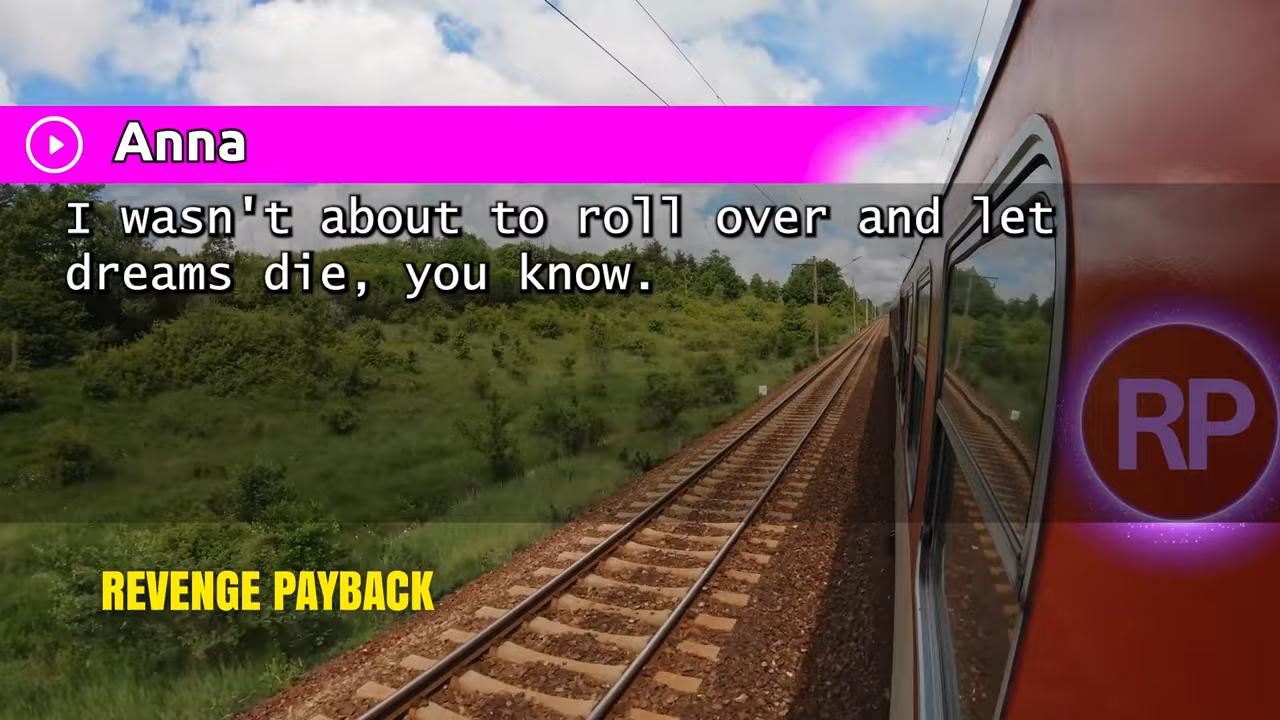 Anna
I wasn't about to roll over and let
dreams die, you know.
RP
REVENGE PAYBACK